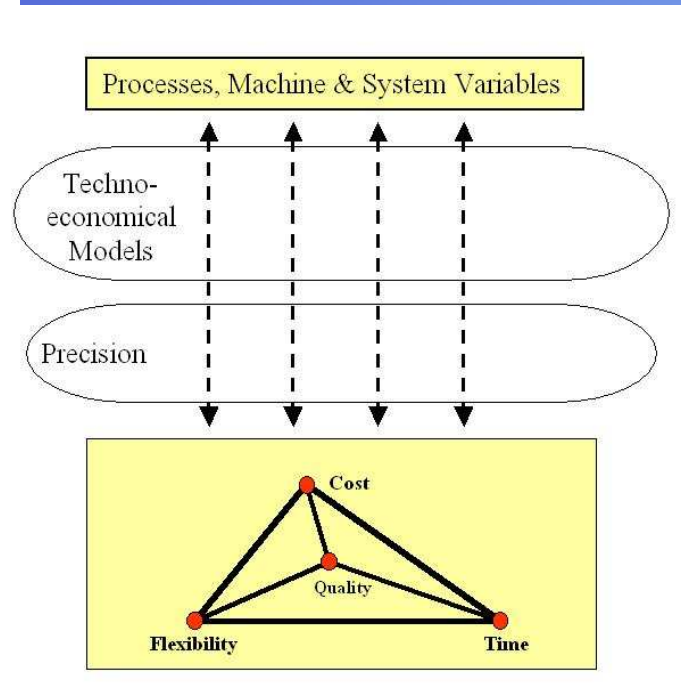 Processes, Machine & System Variables
Techno-
economical
Models
Precision
Cost
Quality
Flexibility
Time